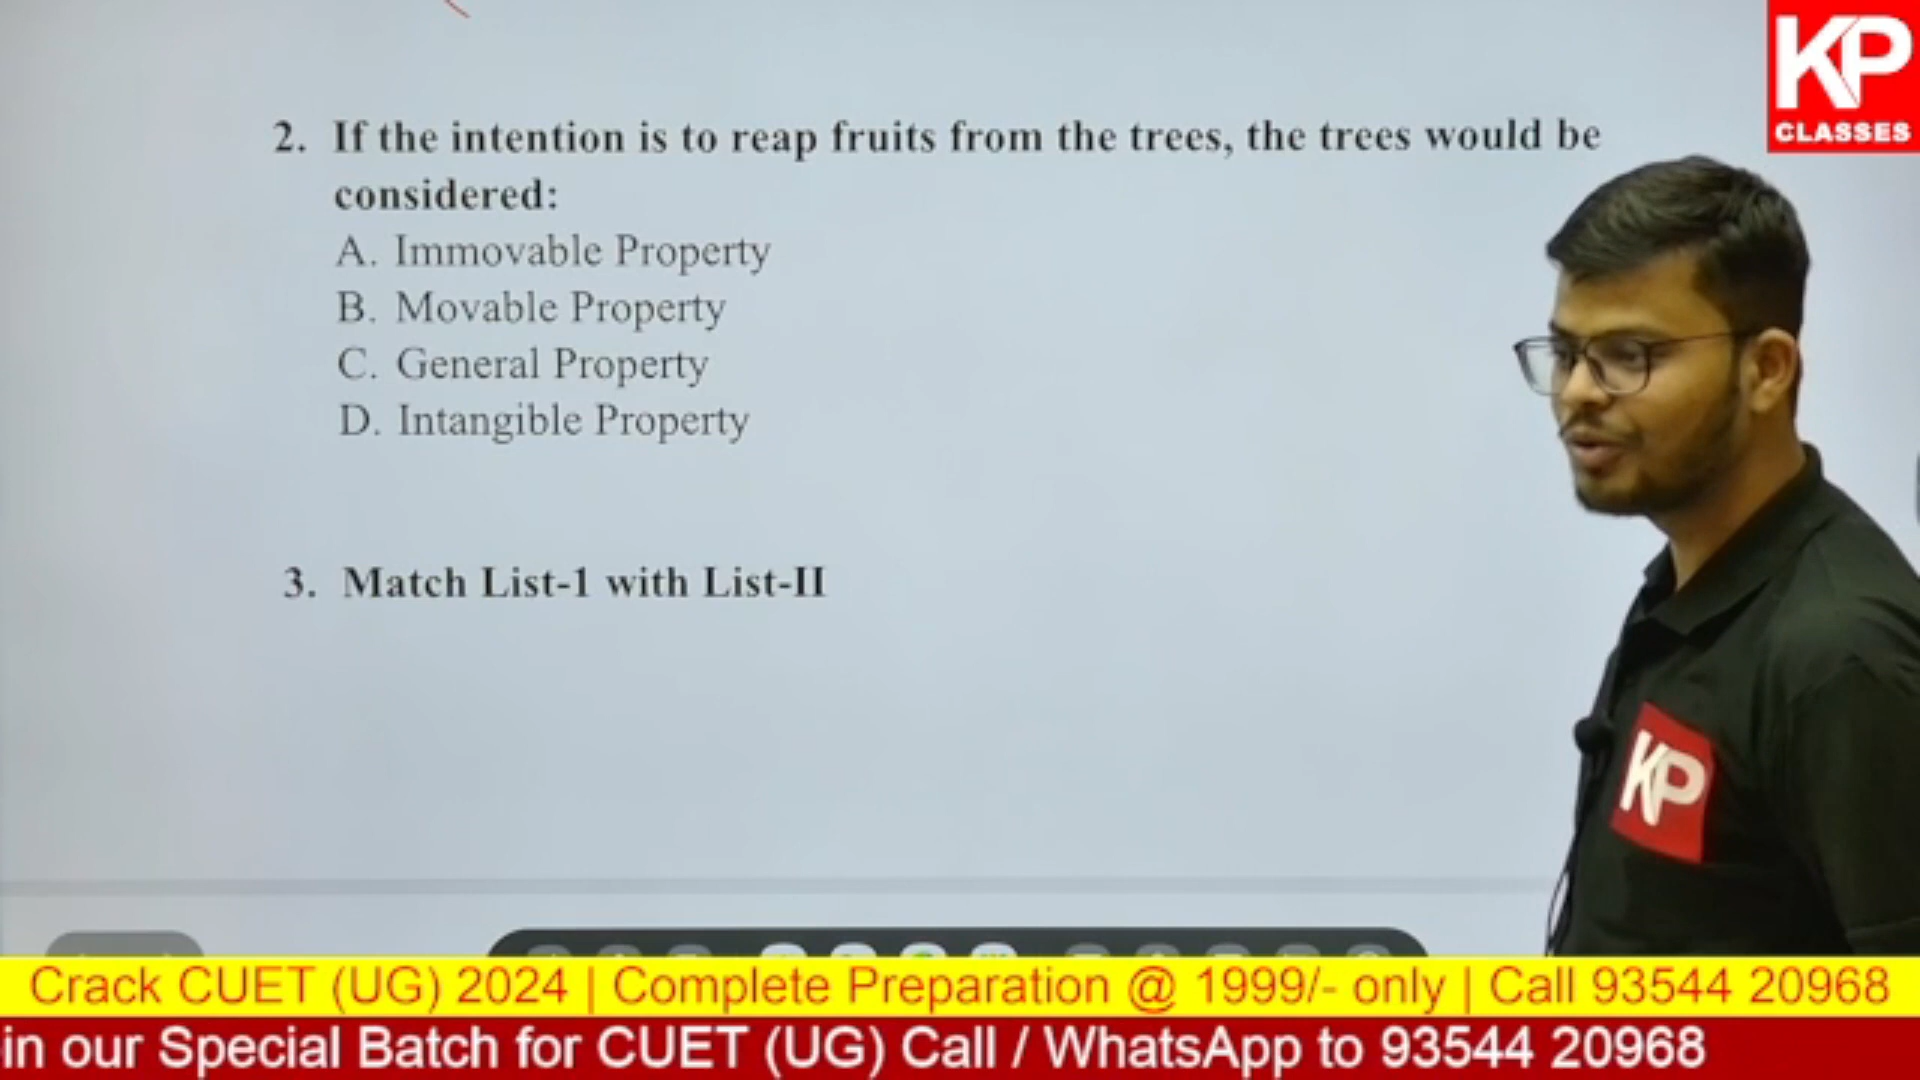 KP
CLASSES
2. If the intention is to reap fruits from the trees, the trees would be
considered:
A. Immovable Property
B. Movable Property
C. General Property
D. Intangible Property
3. Match List-1 with List-II
KP
Crack CUET (UG) 2024 | Complete Preparation @ 1999/- only | Call 93544 20968
in our Special Batch for CUET (UG) Call / WhatsApp to 93544 20968